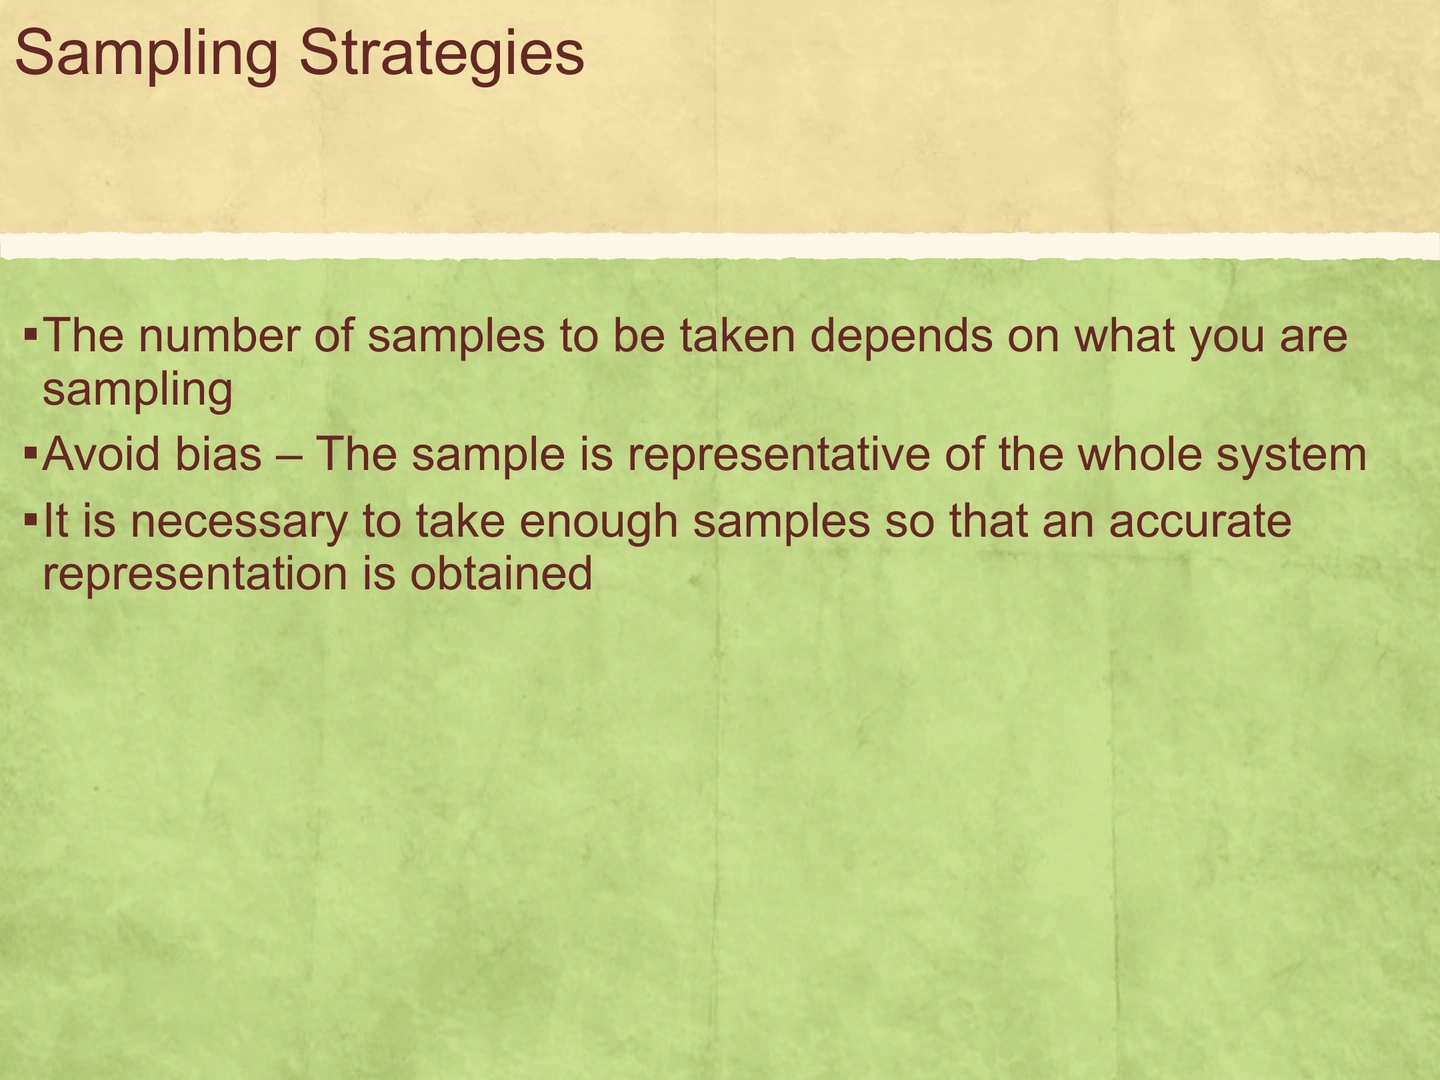 Sampling Strategies
▪The number of samples to be taken depends on what you are
sampling
▪Avoid bias – The sample is representative of the whole system
▪It is necessary to take enough samples so that an accurate
representation is obtained